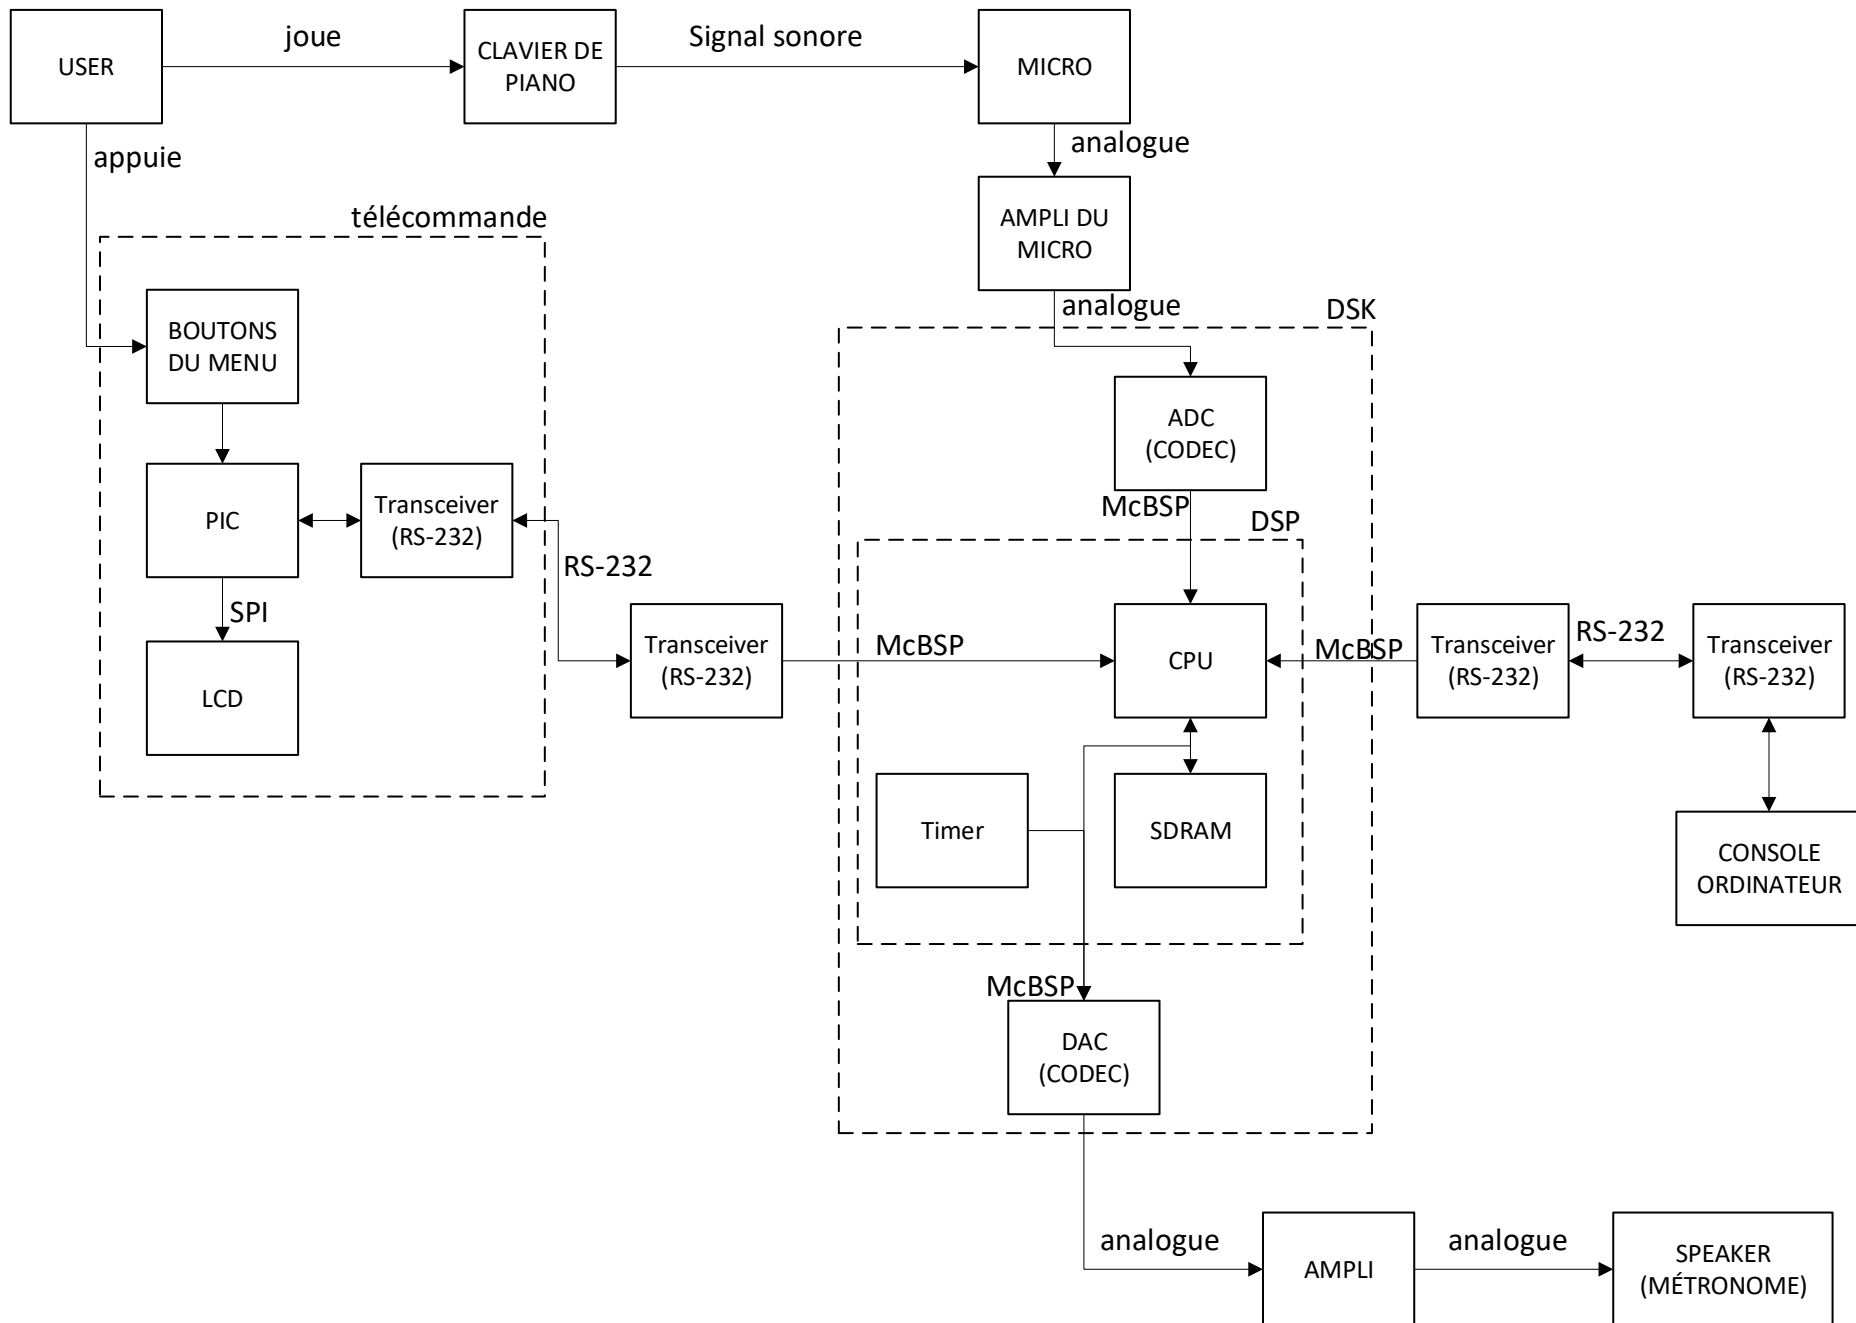 joue
Signal sonore
USER
CLAVIER DE
PIANO
MICRO
appuie
analogue
télécommande
AMPLI DU
MICRO
analogue
DSK
BOUTONS
DU MENU
ADC
(CODEC)
PIC
Transceiver
(RS-232)
McBSP
DSP
RS-232
SPI
LCD
Transceiver
(RS-232)
McBSP
CPU
McBSP
Transceiver
(RS-232)
RS-232
Transceiver
(RS-232)
Timer
SDRAM
CONSOLE
ORDINATEUR
McBSP
DAC
(CODEC)
analogue
AMPLI
analogue
SPEAKER
(MÉTRONOME)